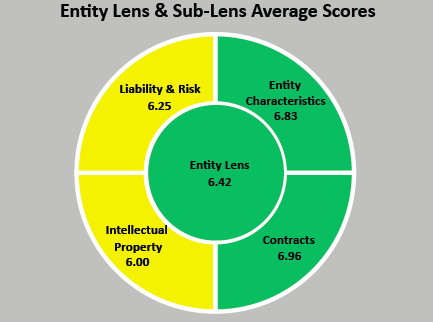 Entity Lens & Sub-Lens Average Scores
Liability & Risk
6.25
Entity
Characteristics
6.83
Entity Lens
6.42
Intellectual
Property
6.00
Contracts
6.96